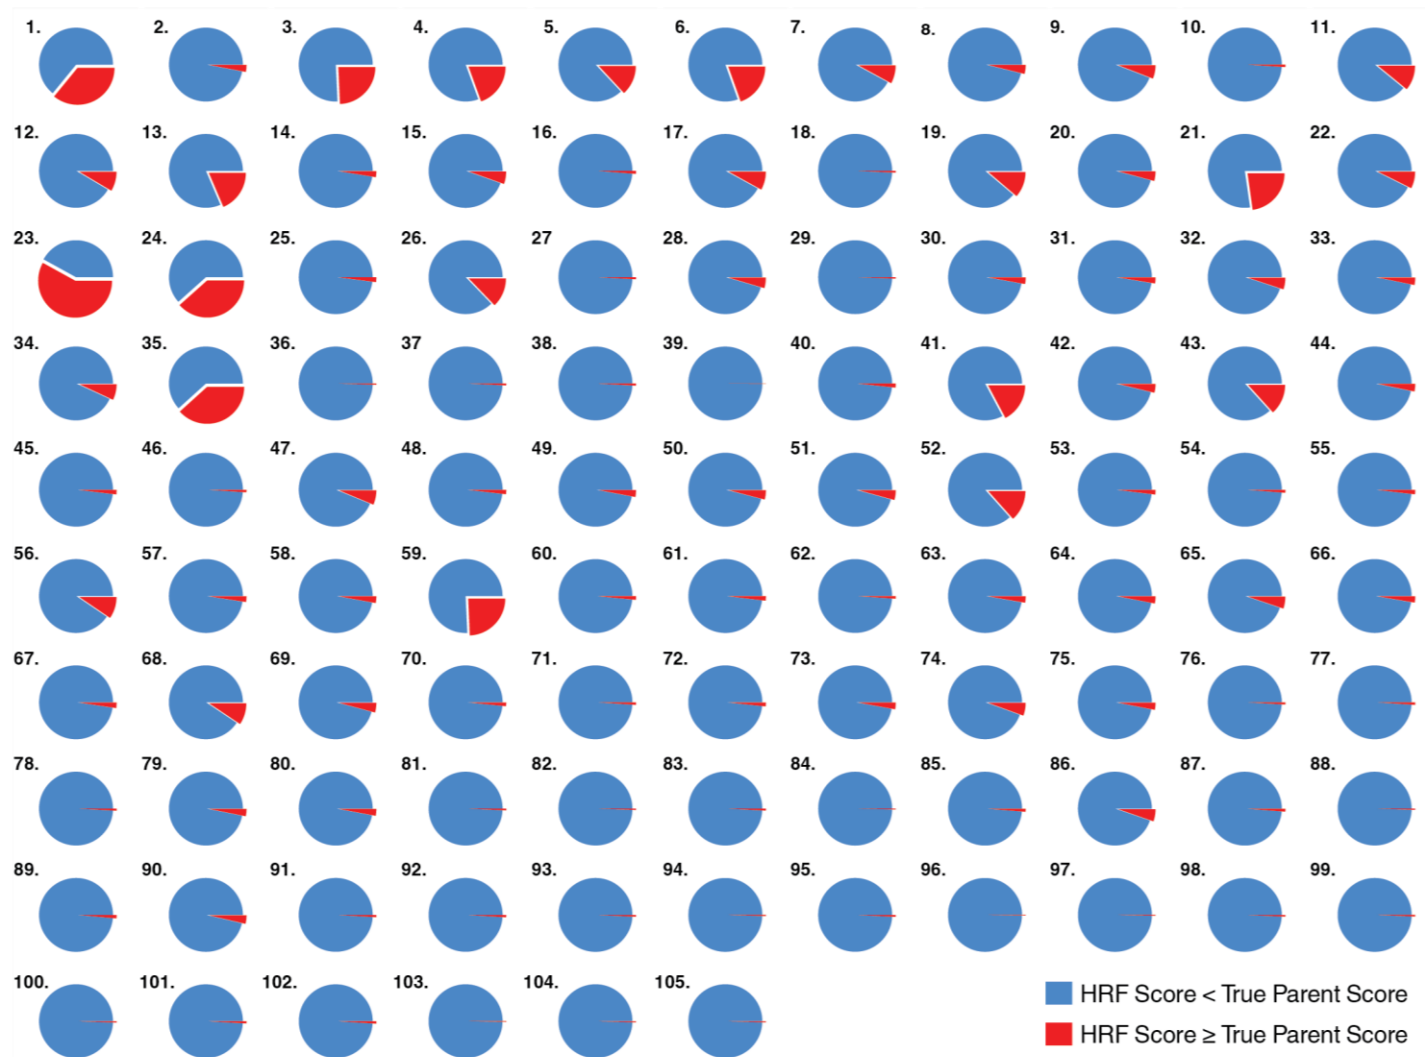 1. 2. 3. 4. 5. 6. 7. 8. 9. 10. 11.
12. 13. 14. 15. 16. 17. 18. 19. 20. 21. 22.
23. 24. 25. 26. 27 28. 29. 30. 31. 32. 33.
34. 35. 36. 37 38. 39. 40. 41. 42. 43. 44.
45. 46. 47. 48. 49. 50. 51. 52. 53. 54. 55.
56. 57. 58. 59. 60. 61. 62. 63. 64. 65. 66.
67. 68. 69. 70. 71. 72. 73. 74. 75. 76. 77.
78. 79. 80. 81. 82. 83. 84. 85. 86. 87. 88.
89. 90. 91. 92. 93. 94. 95. 96. 97. 98. 99.
100. 101. 102. 103. 104. 105.
HRF Score < True Parent Score
HRF Score ≥ True Parent Score